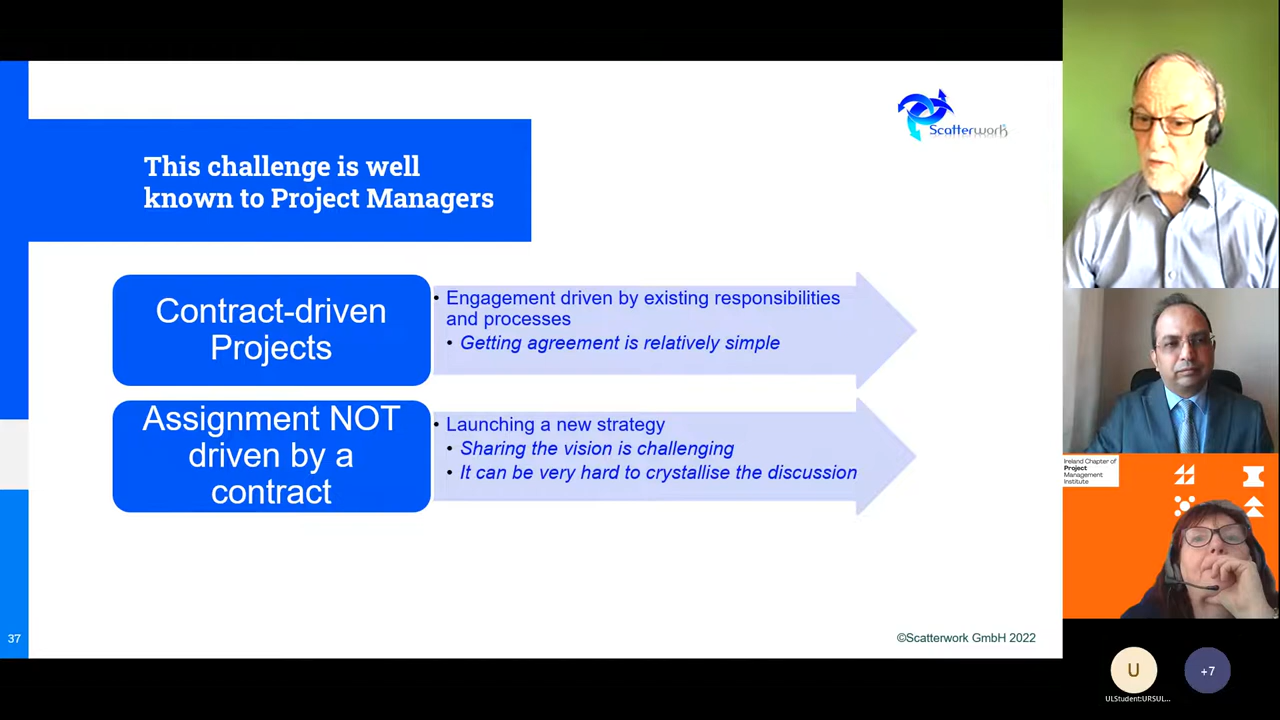 Scatterwork
This challenge is well
known to Project Managers
Contract-driven
Projects
• Engagement driven by existing responsibilities
and processes
• Getting agreement is relatively simple
Assignment NOT
driven by a
contract
• Launching a new strategy
• Sharing the vision is challenging
• It can be very hard to crystallise the discussion
37
©Scatterwork GmbH 2022
Ireland Chapter of
Project
Management
Institute
U
+7
ULStudent:URSUL...